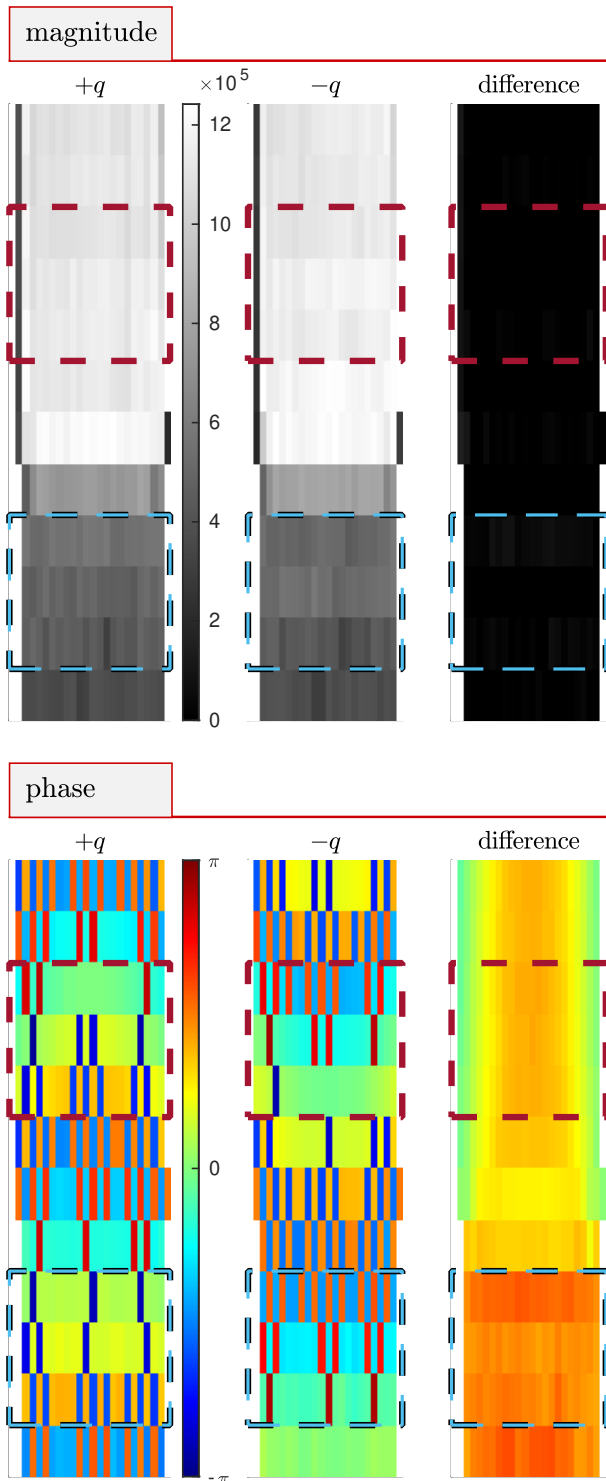 magnitude
+q
×10 5
−q
difference
12
10
8
6
4
2
0
phase
+q
−q
difference
π
0
-π